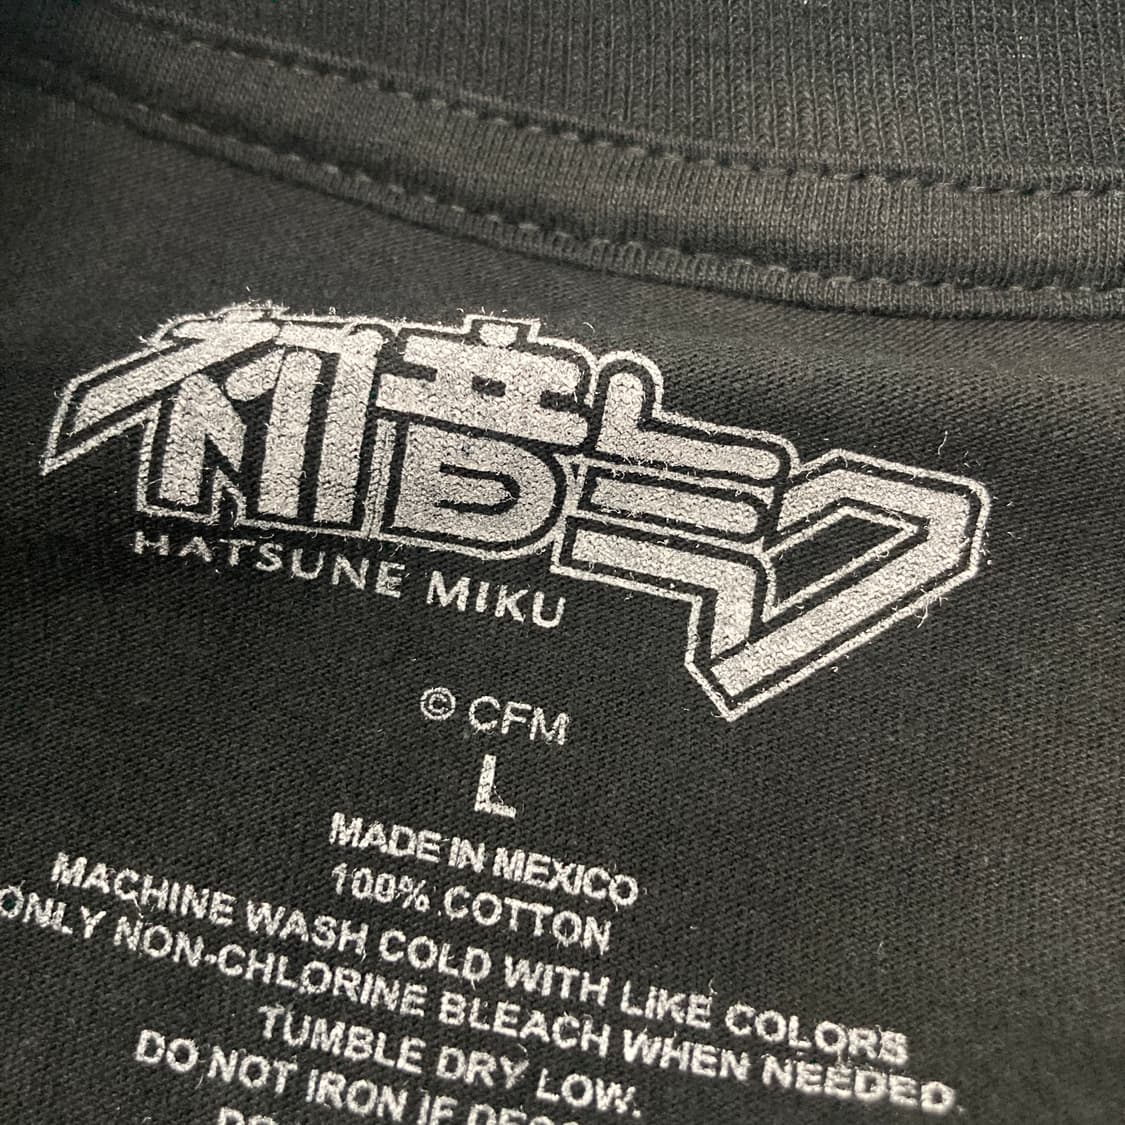 初音ミク
HATSUNE MIKU
© CFM
L
MADE IN MEXICO
100% COTTON
MACHINE WASH COLD WITH LIKE COLORS
ONLY NON-CHLORINE BLEACH WHEN NEEDED.
TUMBLE DRY LOW.
DO NOT IRON IF